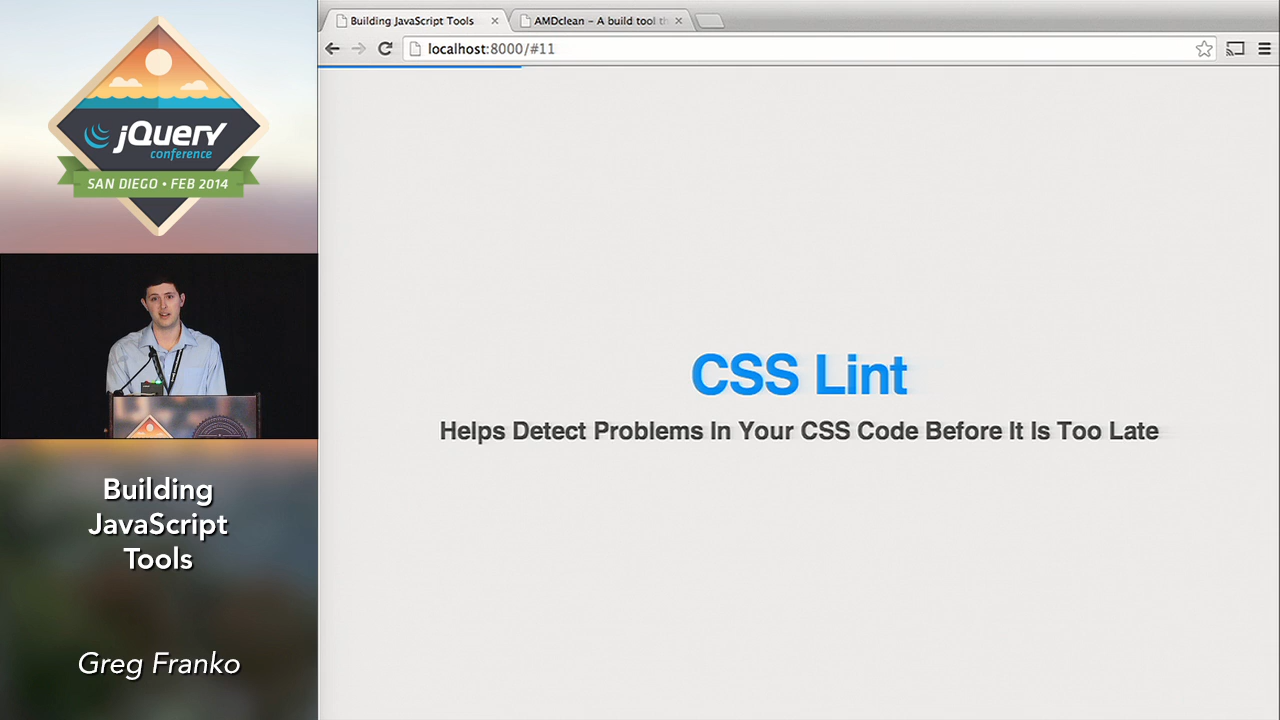 jQuery
conference
SAN DIEGO • FEB 2014
Building
JavaScript
Tools
Greg Franko
Building JavaScript Tools
AMDclean – A build tool th
localhost:8000/#11
CSS Lint
Helps Detect Problems In Your CSS Code Before It Is Too Late